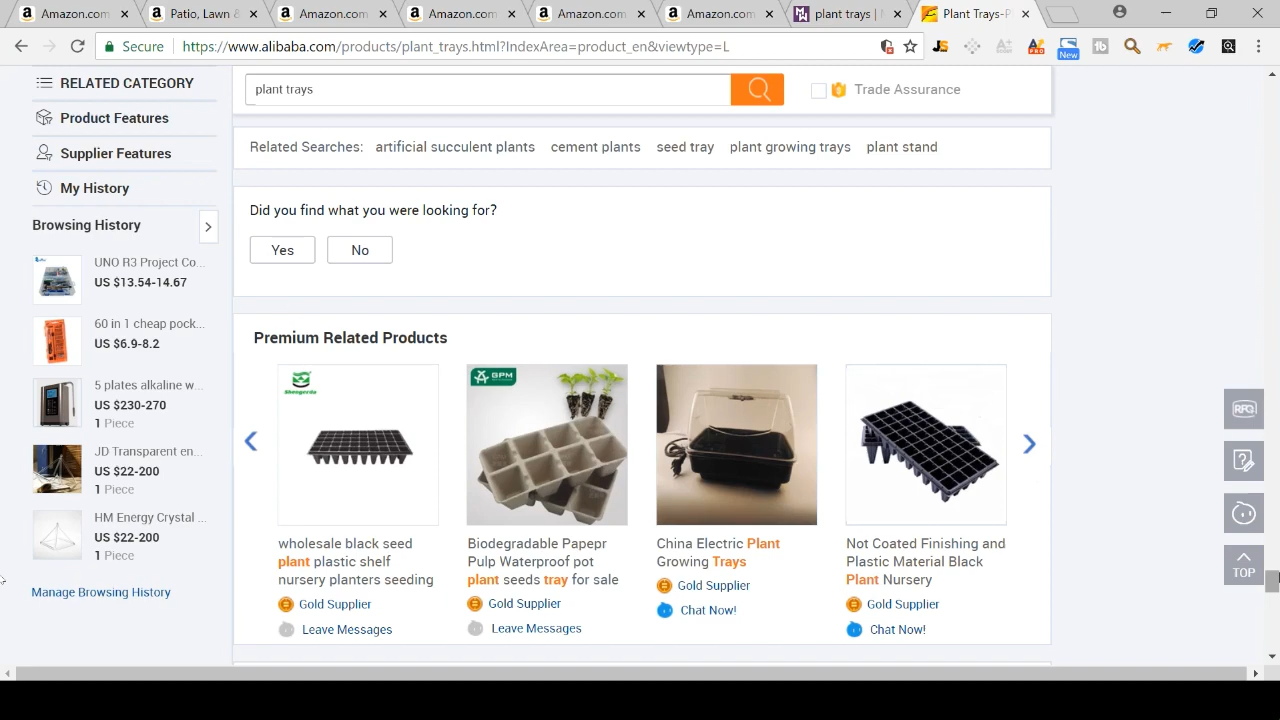 Amazon.com
Patio, Lawn &
Amazon.com
Amazon.com
Amazon.com
Amazon.com
plant trays |
Plant Trays-P
Secure
https://www.alibaba.com/products/plant_trays.html?IndexArea=product_en&viewtype=L
New
RELATED CATEGORY
Product Features
Supplier Features
My History
Browsing History
UNO R3 Project Co...
US $13.54-14.67
60 in 1 cheap pock...
US $6.9-8.2
5 plates alkaline w...
US $230-270
1 Piece
JD Transparent en...
US $22-200
1 Piece
HM Energy Crystal ...
US $22-200
1 Piece
Manage Browsing History
plant trays
Trade Assurance
Related Searches: artificial succulent plants cement plants seed tray plant growing trays plant stand
Did you find what you were looking for?
Yes No
Premium Related Products
Shengerda
GPM
wholesale black seed
plant plastic shelf
nursery planters seeding
Gold Supplier
Leave Messages
Biodegradable Papepr
Pulp Waterproof pot
plant seeds tray for sale
Gold Supplier
Leave Messages
China Electric Plant
Growing Trays
Gold Supplier
Chat Now!
Not Coated Finishing and
Plastic Material Black
Plant Nursery
Gold Supplier
Chat Now!
RFQ
TOP